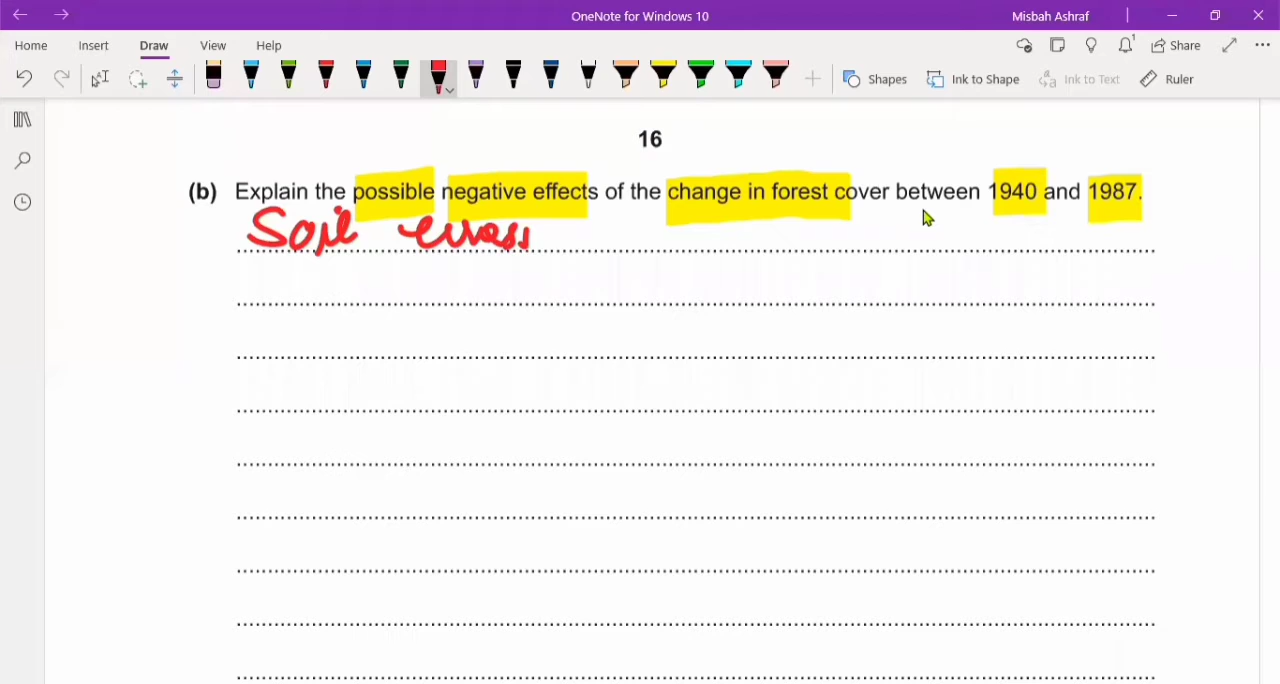 OneNote for Windows 10
Misbah Ashraf
Home Insert Draw View Help
1 Share
Shapes Ink to Shape Ink to Text Ruler
16
(b) Explain the possible negative effects of the change in forest cover between 1940 and 1987.
Soil